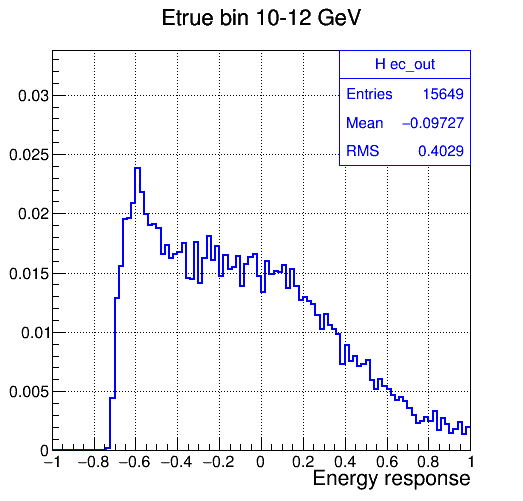 Etrue bin 10-12 GeV
H ec_out
Entries 15649
Mean −0.09727
RMS 0.4029
0.03
0.025
0.02
0.015
0.01
0.005
0
−1 −0.8 −0.6 −0.4 −0.2 0 0.2 0.4 0.6 0.8 1
Energy response